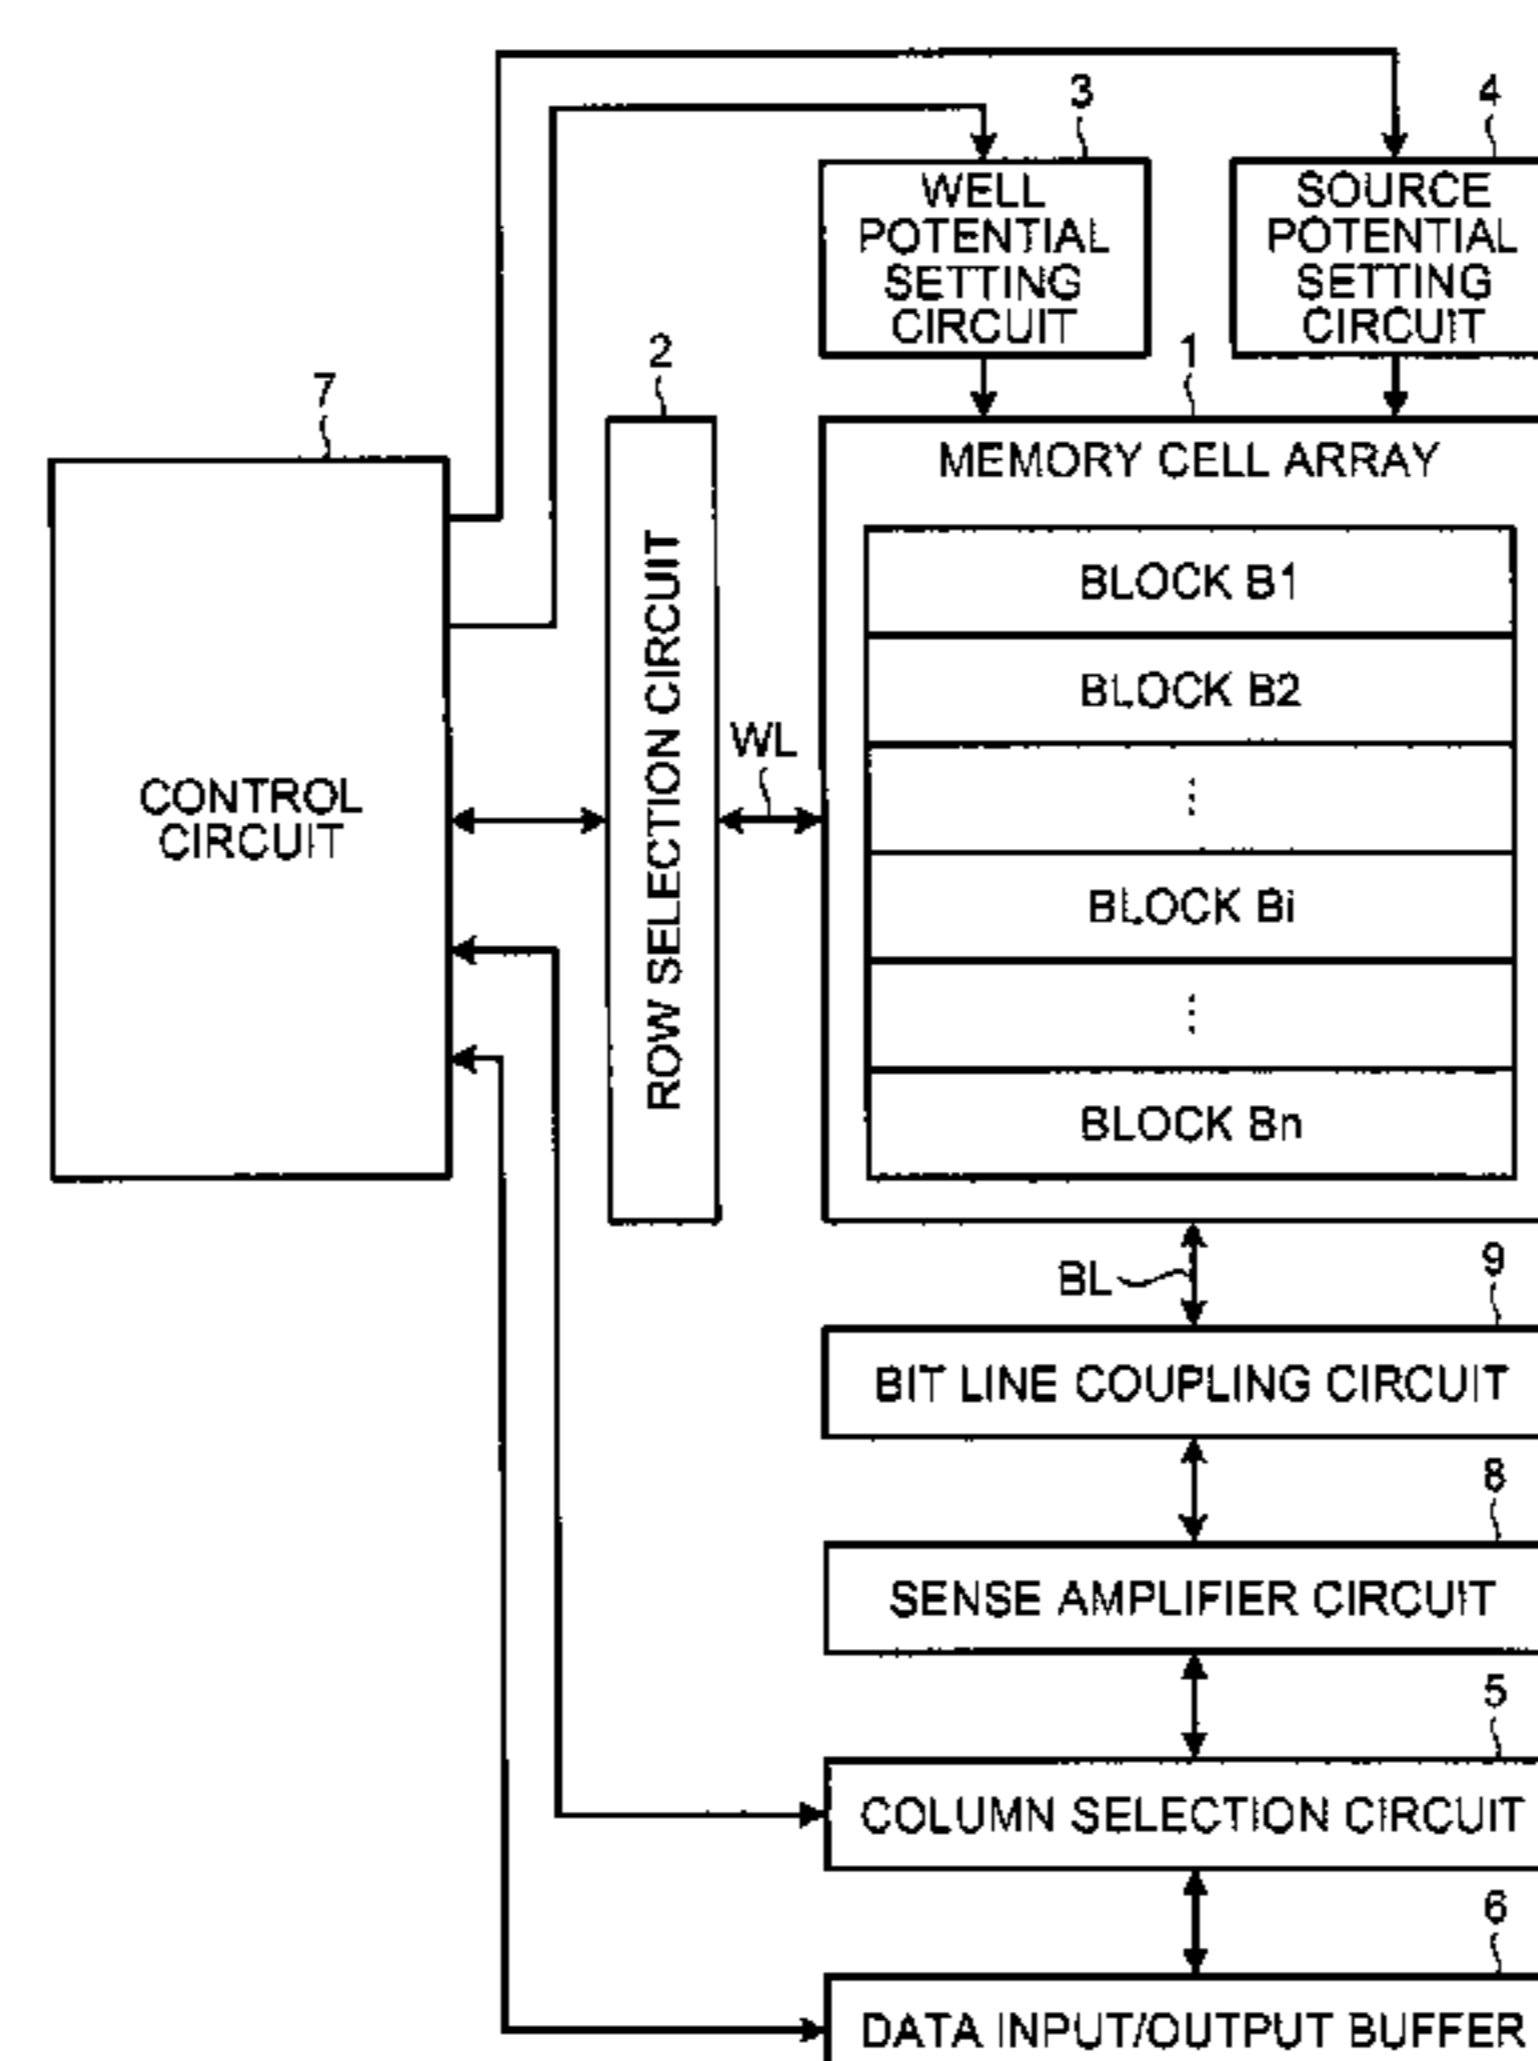 3
4
WELL
POTENTIAL
SETTING
CIRCUIT
SOURCE
POTENTIAL
SETTING
CIRCUIT
2
1
7
MEMORY CELL ARRAY
ROW SELECTION CIRCUIT
BLOCK B1
BLOCK B2
WL
⋮
CONTROL
CIRCUIT
BLOCK Bi
⋮
BLOCK Bn
BL
9
BIT LINE COUPLING CIRCUIT
8
SENSE AMPLIFIER CIRCUIT
5
COLUMN SELECTION CIRCUIT
6
DATA INPUT/OUTPUT BUFFER